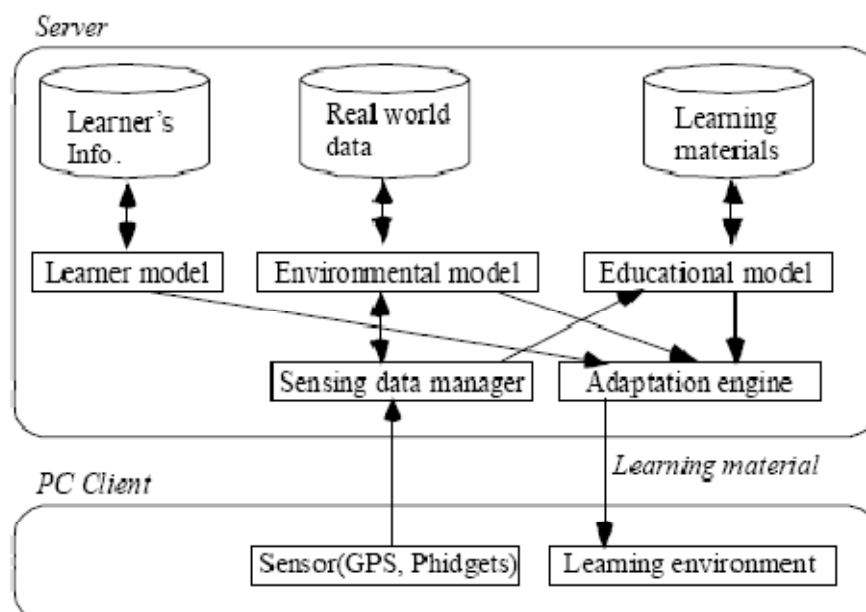 Server
Learner's
Info.
Real world
data
Learning
materials
Learner model
Environmental model
Educational model
Sensing data manager
Adaptation engine
Learning material
PC Client
Sensor(GPS, Phidgets)
Learning environment